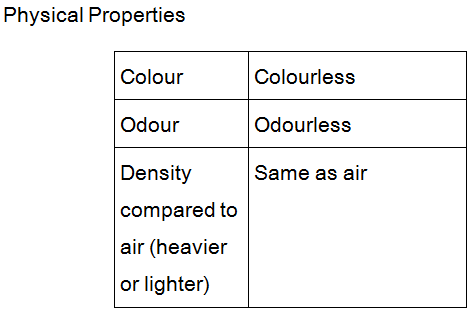 Physical Properties
Colour Colourless
Odour Odourless
Density Same as air
compared to
air (heavier
or lighter)